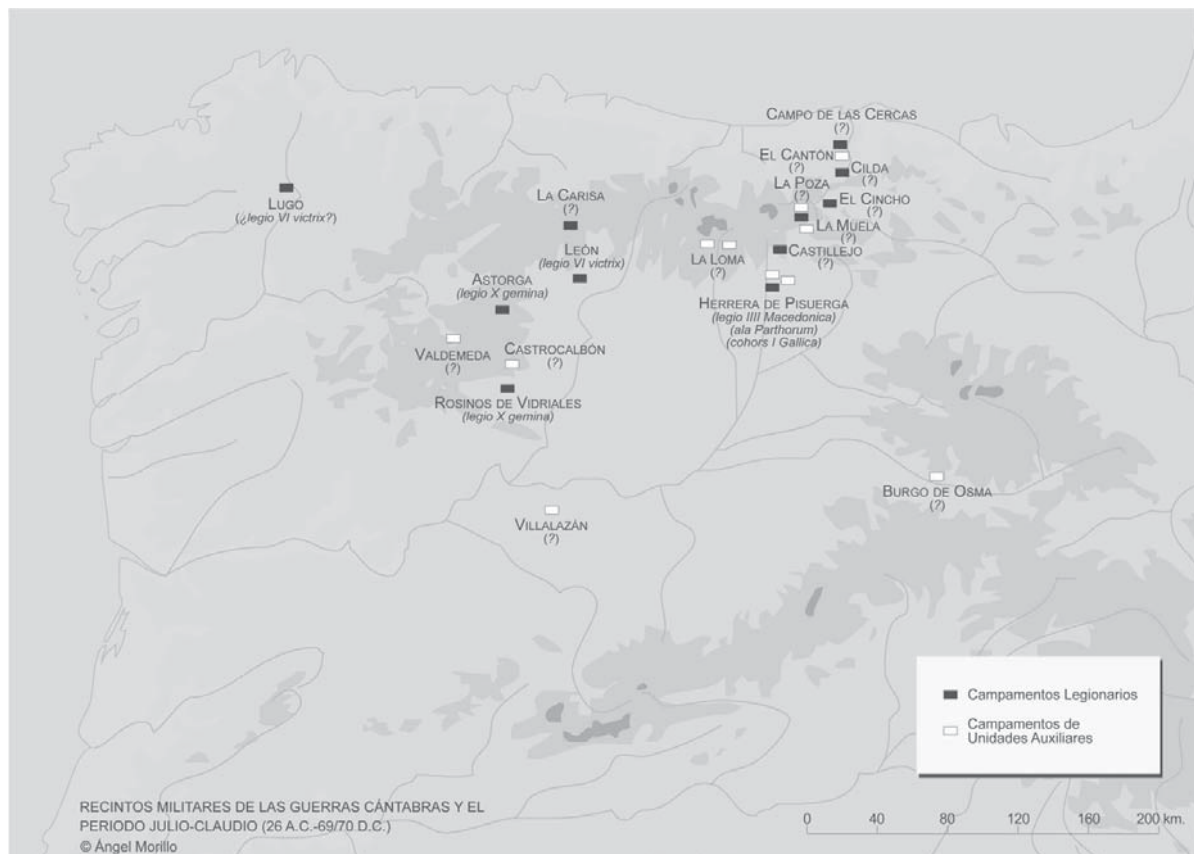 CAMPO DE LAS CERCAS
(?)
EL CANTÓN
(?)
CILDA
(?)
LA POZA
(?)
EL CINCHO
(?)
LA MUELA
(?)
LA CARISA
(?)
LUGO
(¿legio VI victrix?)
LEÓN
(legio VI victrix)
LA LOMA
(?)
CASTILLEJO
(?)
ASTORGA
(legio X gemina)
HERRERA DE PISUERGA
(legio IIII Macedonica)
(ala Parthorum)
(cohors I Gallica)
VALDEMEDA
(?)
CASTROCALBÓN
(?)
ROSINOS DE VIDRIALES
(legio X gemina)
BURGO DE OSMA
(?)
VILLALAZÁN
(?)
Campamentos Legionarios
Campamentos de
Unidades Auxiliares
RECINTOS MILITARES DE LAS GUERRAS CÁNTABRAS Y EL
PERIODO JULIO-CLAUDIO (26 A.C.-69/70 D.C.)
© Ángel Morillo
0 40 80 120 160 200 km.